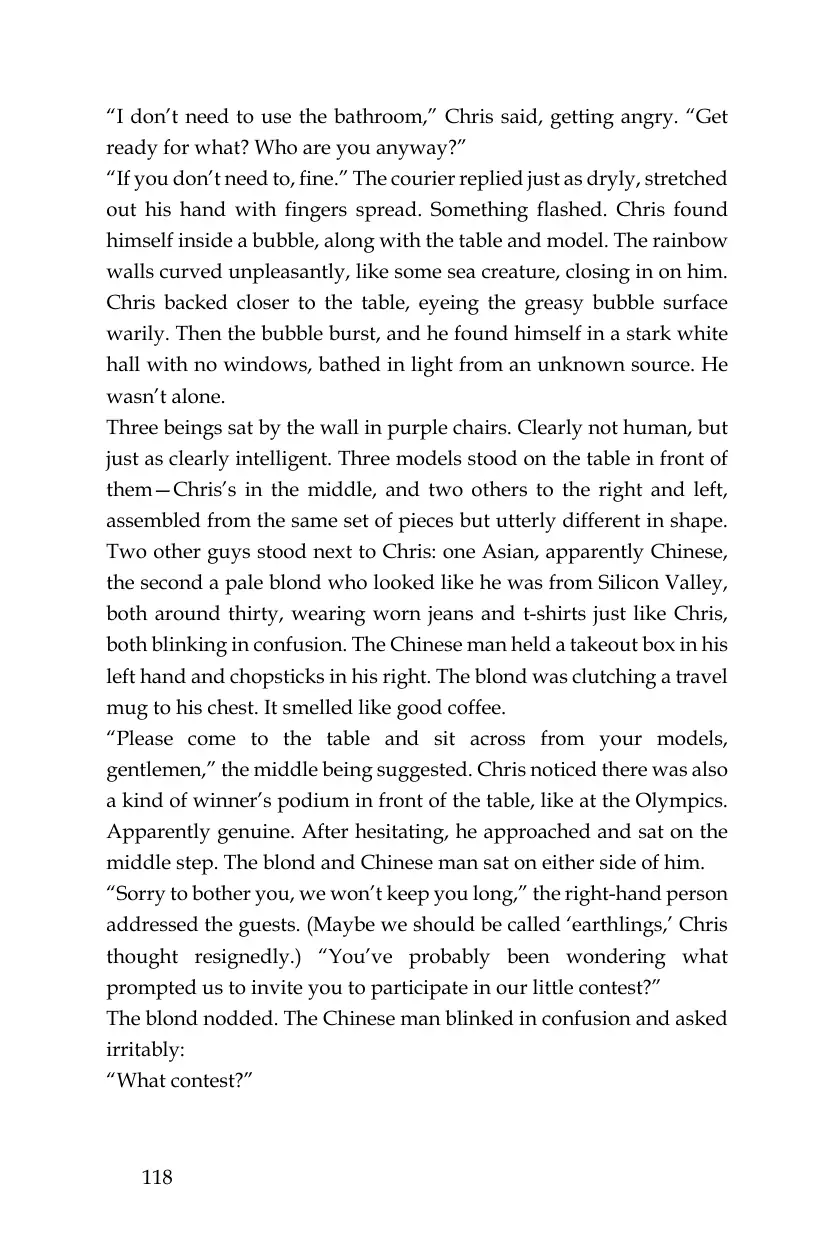 “I don’t need to use the bathroom,” Chris said, getting angry. “Get
ready for what? Who are you anyway?”
“If you don’t need to, fine.” The courier replied just as dryly, stretched
out his hand with fingers spread. Something flashed. Chris found
himself inside a bubble, along with the table and model. The rainbow
walls curved unpleasantly, like some sea creature, closing in on him.
Chris backed closer to the table, eyeing the greasy bubble surface
warily. Then the bubble burst, and he found himself in a stark white
hall with no windows, bathed in light from an unknown source. He
wasn’t alone.
Three beings sat by the wall in purple chairs. Clearly not human, but
just as clearly intelligent. Three models stood on the table in front of
them—Chris’s in the middle, and two others to the right and left,
assembled from the same set of pieces but utterly different in shape.
Two other guys stood next to Chris: one Asian, apparently Chinese,
the second a pale blond who looked like he was from Silicon Valley,
both around thirty, wearing worn jeans and t-shirts just like Chris,
both blinking in confusion. The Chinese man held a takeout box in his
left hand and chopsticks in his right. The blond was clutching a travel
mug to his chest. It smelled like good coffee.
“Please come to the table and sit across from your models,
gentlemen,” the middle being suggested. Chris noticed there was also
a kind of winner’s podium in front of the table, like at the Olympics.
Apparently genuine. After hesitating, he approached and sat on the
middle step. The blond and Chinese man sat on either side of him.
“Sorry to bother you, we won’t keep you long,” the right-hand person
addressed the guests. (Maybe we should be called ‘earthlings,’ Chris
thought resignedly.) “You’ve probably been wondering what
prompted us to invite you to participate in our little contest?”
The blond nodded. The Chinese man blinked in confusion and asked
irritably:
“What contest?”
118